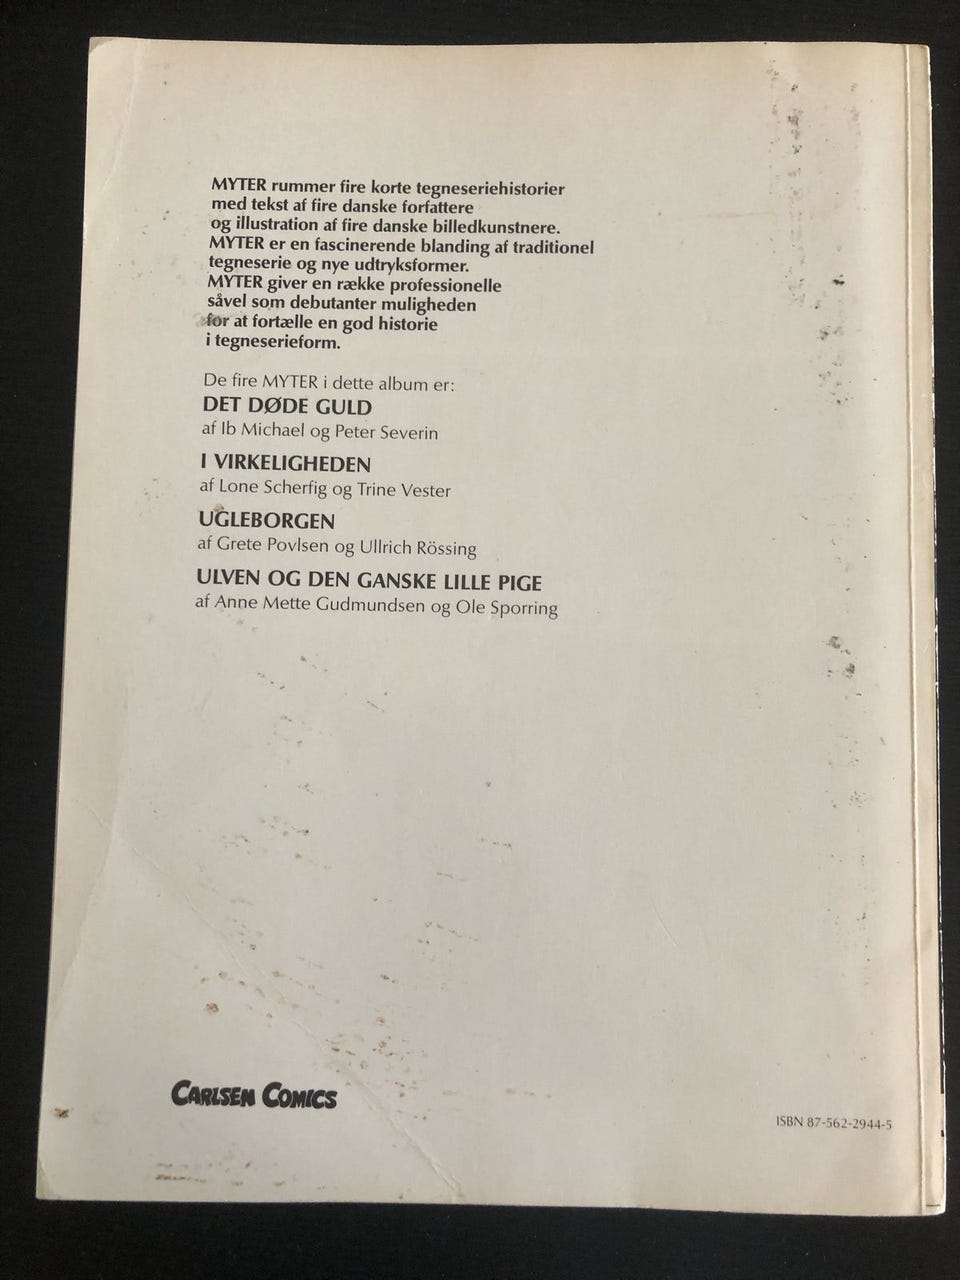 MYTER rummer fire korte tegneseriehistorier
med tekst af fire danske forfattere
og illustration af fire danske billedkunstnere.
MYTER er en fascinerende blanding af traditionel
tegneserie og nye udtryksformer.
MYTER giver en række professionelle
såvel som debutanter muligheden
for at fortælle en god historie
i tegneserieform.
De fire MYTER i dette album er:
DET DØDE GULD
af Ib Michael og Peter Severin
I VIRKELIGHEDEN
af Lone Scherfig og Trine Vester
UGLEBORGEN
af Grete Povlsen og Ullrich Rössing
ULVEN OG DEN GANSKE LILLE PIGE
af Anne Mette Gudmundsen og Ole Sporring
CARLSEN COMICS
ISBN 87-562-2944-5